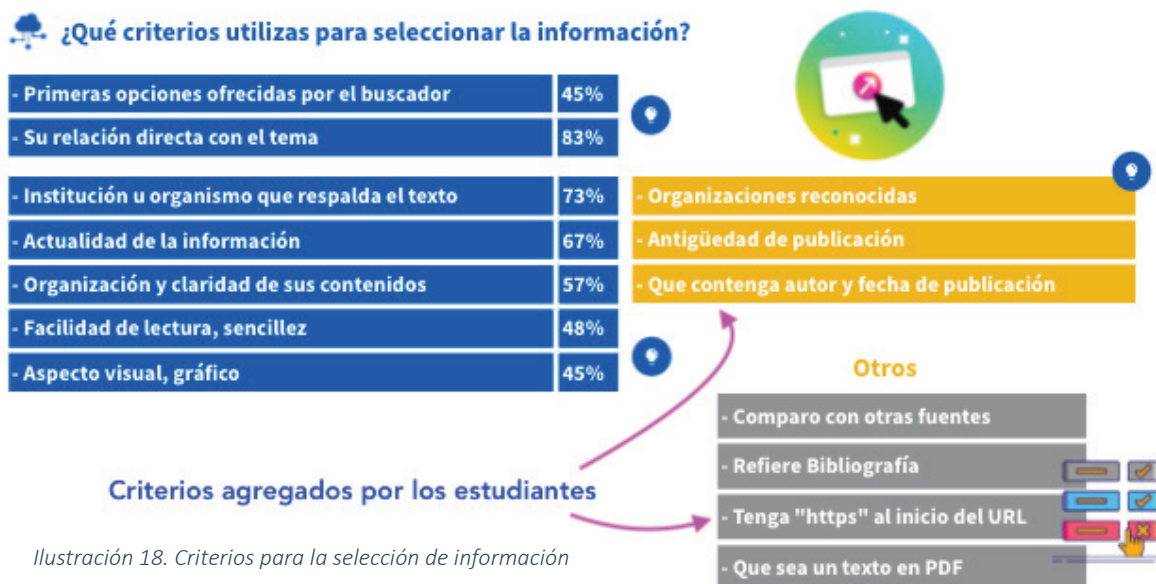 ¿Qué criterios utilizas para seleccionar la información?
- Primeras opciones ofrecidas por el buscador 45%
- Su relación directa con el tema 83%
- Institución u organismo que respalda el texto 73%
- Actualidad de la información 67%
- Organización y claridad de sus contenidos 57%
- Facilidad de lectura, sencillez 48%
- Aspecto visual, gráfico 45%
- Organizaciones reconocidas
- Antigüedad de publicación
- Que contenga autor y fecha de publicación
Otros
- Comparo con otras fuentes
- Refiere Bibliografía
- Tenga "https" al inicio del URL
- Que sea un texto en PDF
Criterios agregados por los estudiantes
Ilustración 18. Criterios para la selección de información